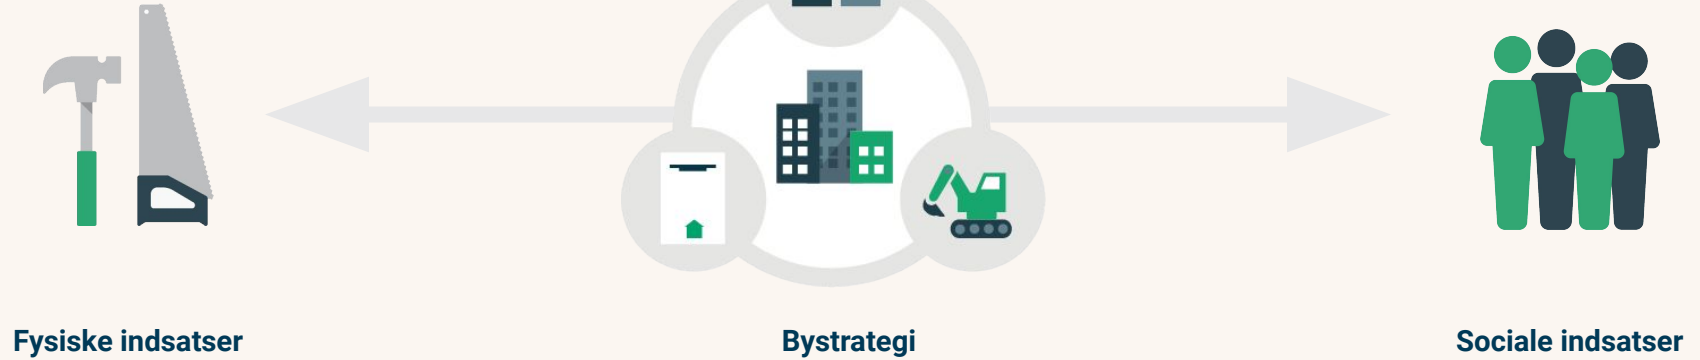 Fysiske indsatser
Bystrategi
Sociale indsatser